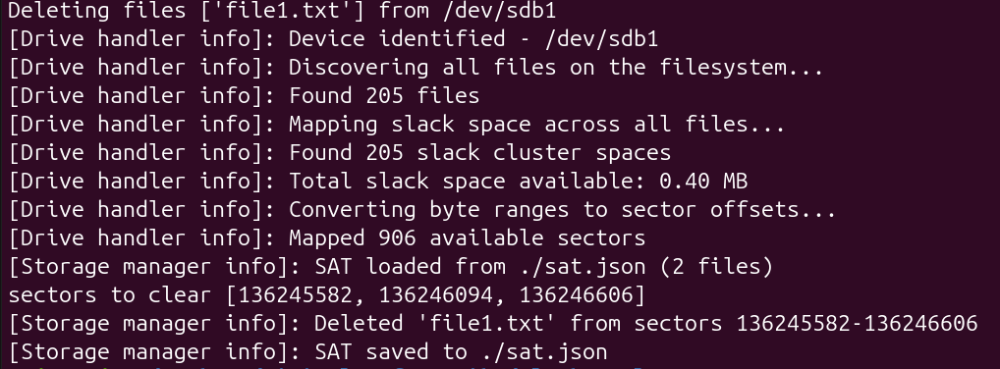 Deleting files ['file1.txt'] from /dev/sdb1
[Drive handler info]: Device identified - /dev/sdb1
[Drive handler info]: Discovering all files on the filesystem...
[Drive handler info]: Found 205 files
[Drive handler info]: Mapping slack space across all files...
[Drive handler info]: Found 205 slack cluster spaces
[Drive handler info]: Total slack space available: 0.40 MB
[Drive handler info]: Converting byte ranges to sector offsets...
[Drive handler info]: Mapped 906 available sectors
[Storage manager info]: SAT loaded from ./sat.json (2 files)
sectors to clear [136245582, 136246094, 136246606]
[Storage manager info]: Deleted 'file1.txt' from sectors 136245582-136246606
[Storage manager info]: SAT saved to ./sat.json